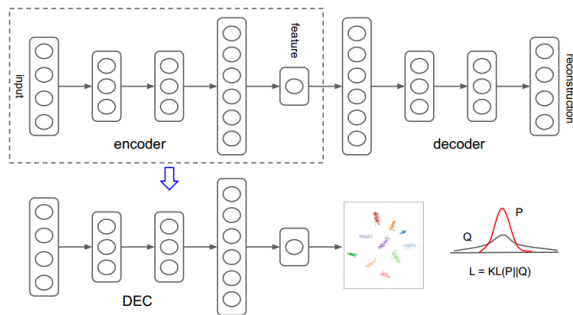 input
feature
reconstruction
encoder
decoder
P
Q
L = KL(P||Q)
DEC